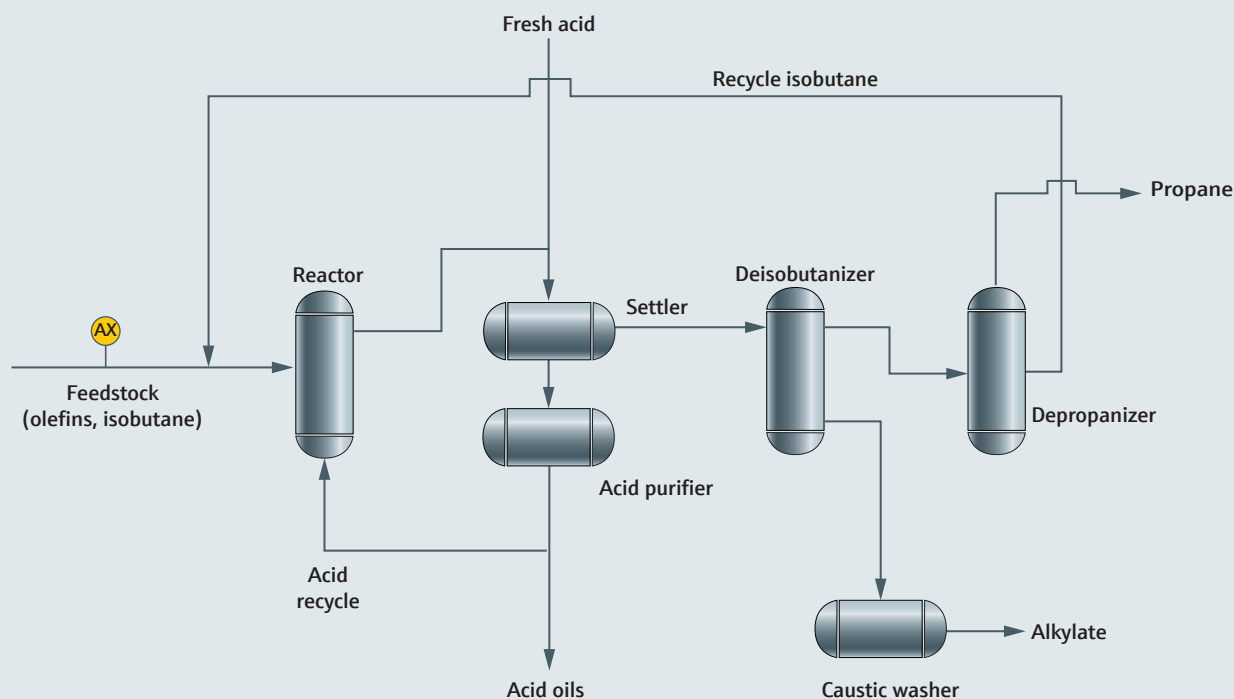 Fresh acid
Recycle isobutane
Propane
Reactor
Deisobutanizer
Settler
AX
Feedstock
(olefins, isobutane)
Depropanizer
Acid purifier
Acid
recycle
Alkylate
Acid oils
Caustic washer